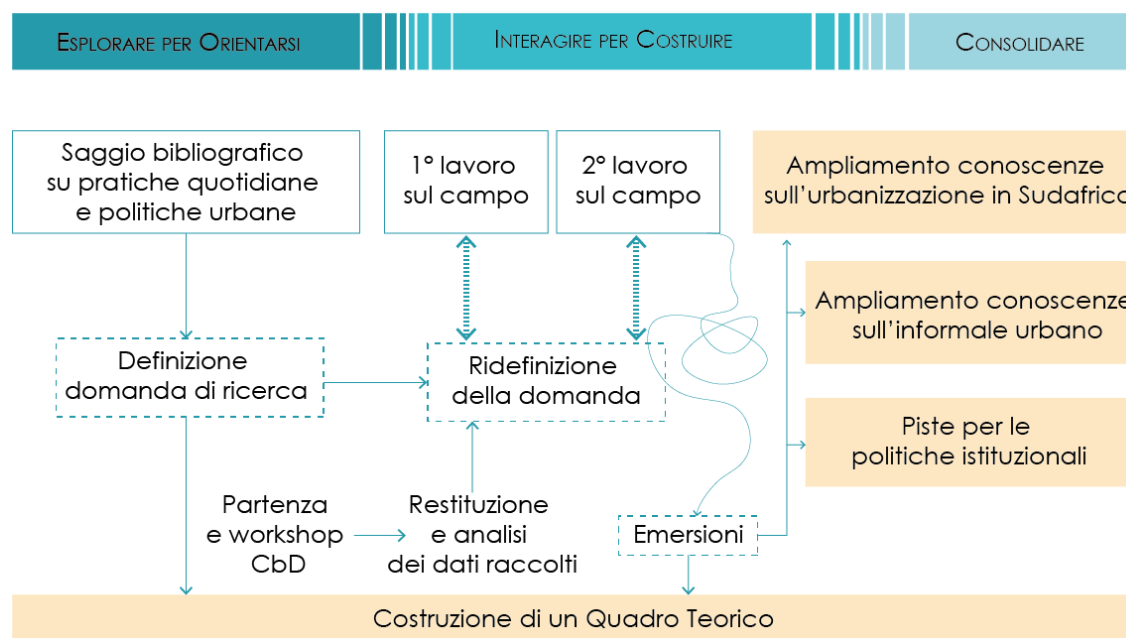 Esplorare per Orientarsi
Interagire per Costruire
Consolidare
Saggio bibliografico
su pratiche quotidiane
e politiche urbane
1° lavoro
sul campo
2° lavoro
sul campo
Ampliamento conoscenze
sull'urbanizzazione in Sudafrica
Ampliamento conoscenze
sull'informale urbano
Definizione
domanda di ricerca
Ridefinizione
della domanda
Piste per le
politiche istituzionali
Partenza
e workshop
CbD
Restituzione
e analisi
dei dati raccolti
Emersioni
Costruzione di un Quadro Teorico